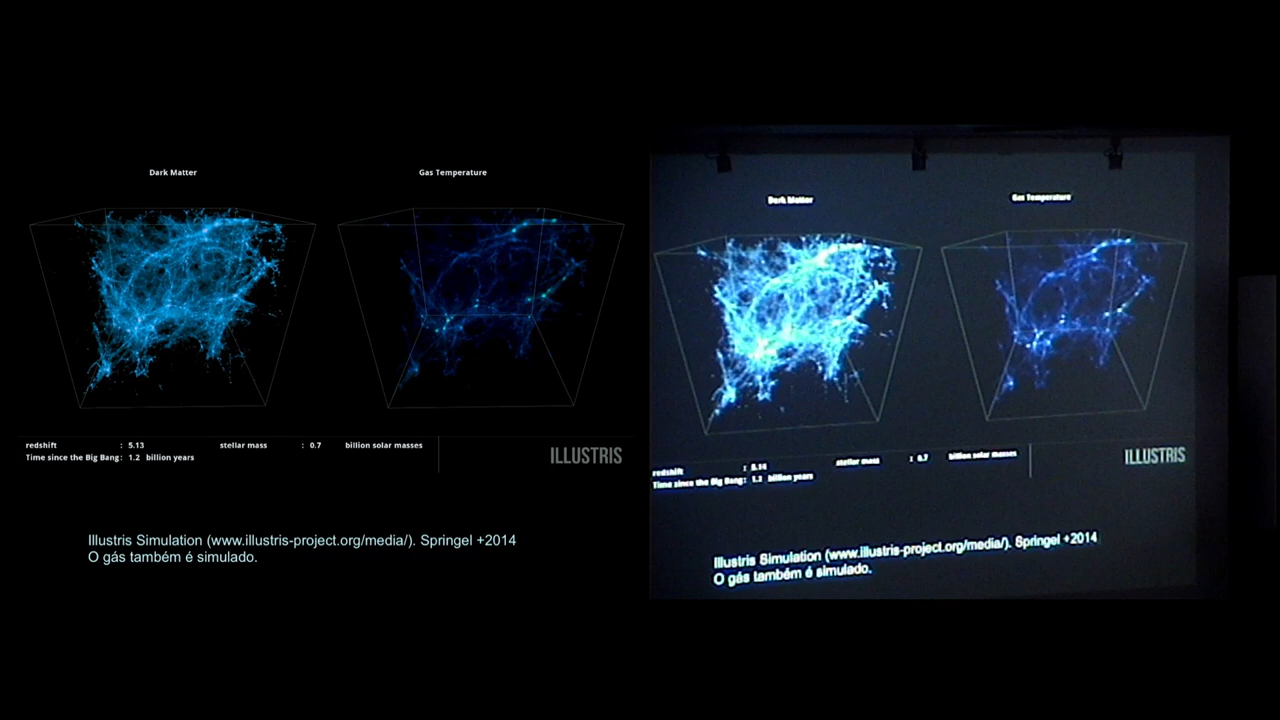 Dark Matter
Gas Temperature
redshift : 5.13 stellar mass : 0.7 billion solar masses
Time since the Big Bang : 1.2 billion years
ILLUSTRIS
Illustris Simulation (www.illustris-project.org/media/). Springel +2014
O gás também é simulado.
Dark Matter
Gas Temperature
redshift : 5.14 stellar mass : 0.7 billion solar masses
Time since the Big Bang : billion years
ILLUSTRIS
Illustris Simulation (www.illustris-project.org/media/). Springel +2014
O gás também é simulado.